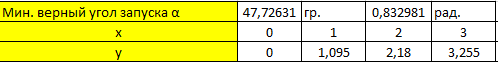 Мин. верный угол запуска α 47,72631 гр. 0,832981 рад.
x 0 1 2 3
y 0 1,095 2,18 3,255